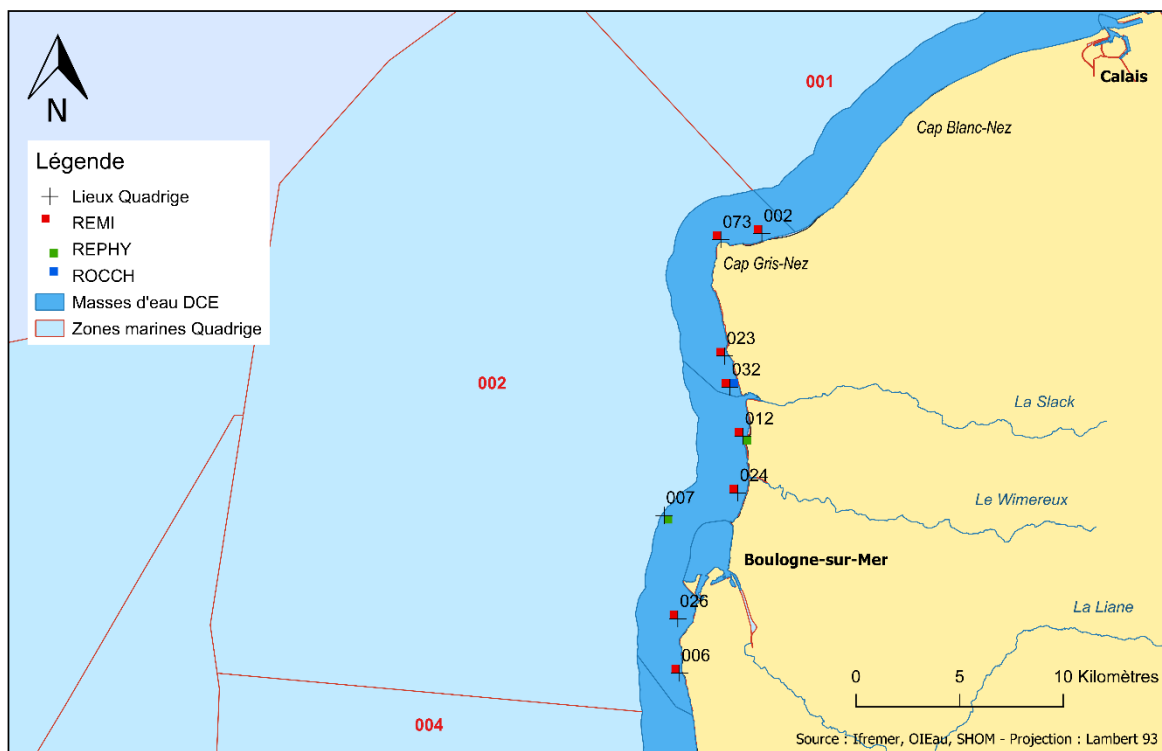 001
Calais
Cap Blanc-Nez
N
Légende
Lieux Quadrige
REMI
REPHY
ROCCH
Masses d'eau DCE
Zones marines Quadrige
073
002
Cap Gris-Nez
023
032
002
La Slack
012
024
007
Le Wimereux
Boulogne-sur-Mer
026
La Liane
006
0 5 10 Kilomètres
004
Source : Ifremer, OIEau, SHOM - Projection : Lambert 93